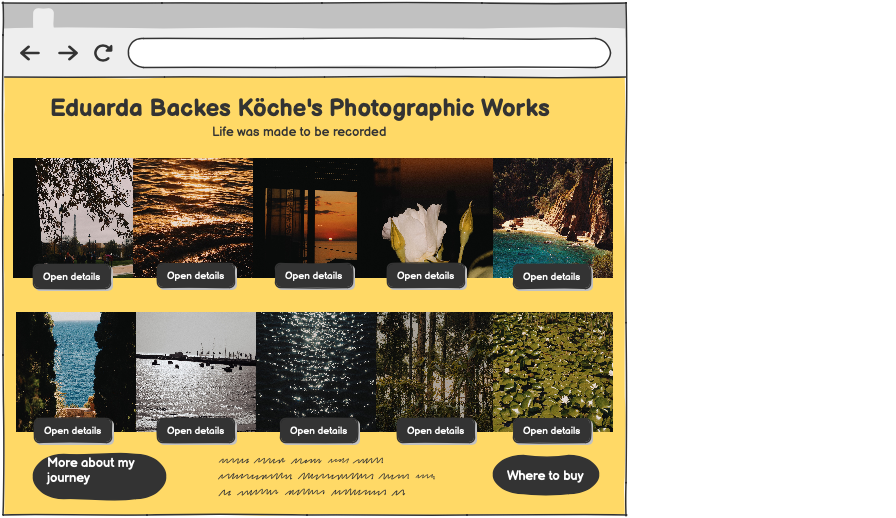 Eduarda Backes Köche's Photographic Works
Life was made to be recorded
Open details
Open details
Open details
Open details
Open details
Open details
Open details
Open details
Open details
Open details
More about my
journey
Where to buy